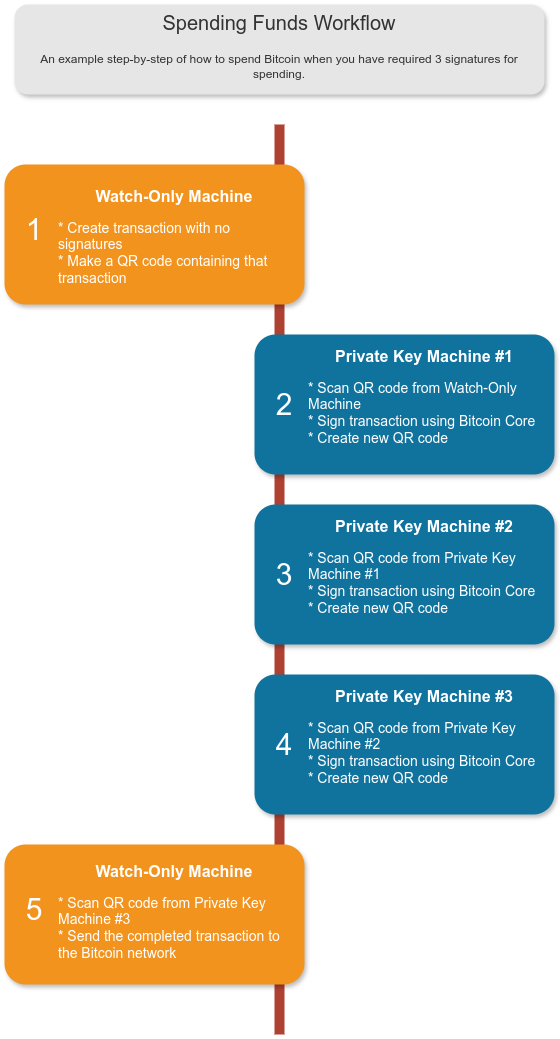 Spending Funds Workflow
An example step-by-step of how to spend Bitcoin when you have required 3 signatures for
spending.
Watch-Only Machine
1
* Create transaction with no
signatures
* Make a QR code containing that
transaction
Private Key Machine #1
2
* Scan QR code from Watch-Only
Machine
* Sign transaction using Bitcoin Core
* Create new QR code
Private Key Machine #2
3
* Scan QR code from Private Key
Machine #1
* Sign transaction using Bitcoin Core
* Create new QR code
Private Key Machine #3
4
* Scan QR code from Private Key
Machine #2
* Sign transaction using Bitcoin Core
* Create new QR code
Watch-Only Machine
5
* Scan QR code from Private Key
Machine #3
* Send the completed transaction to
the Bitcoin network